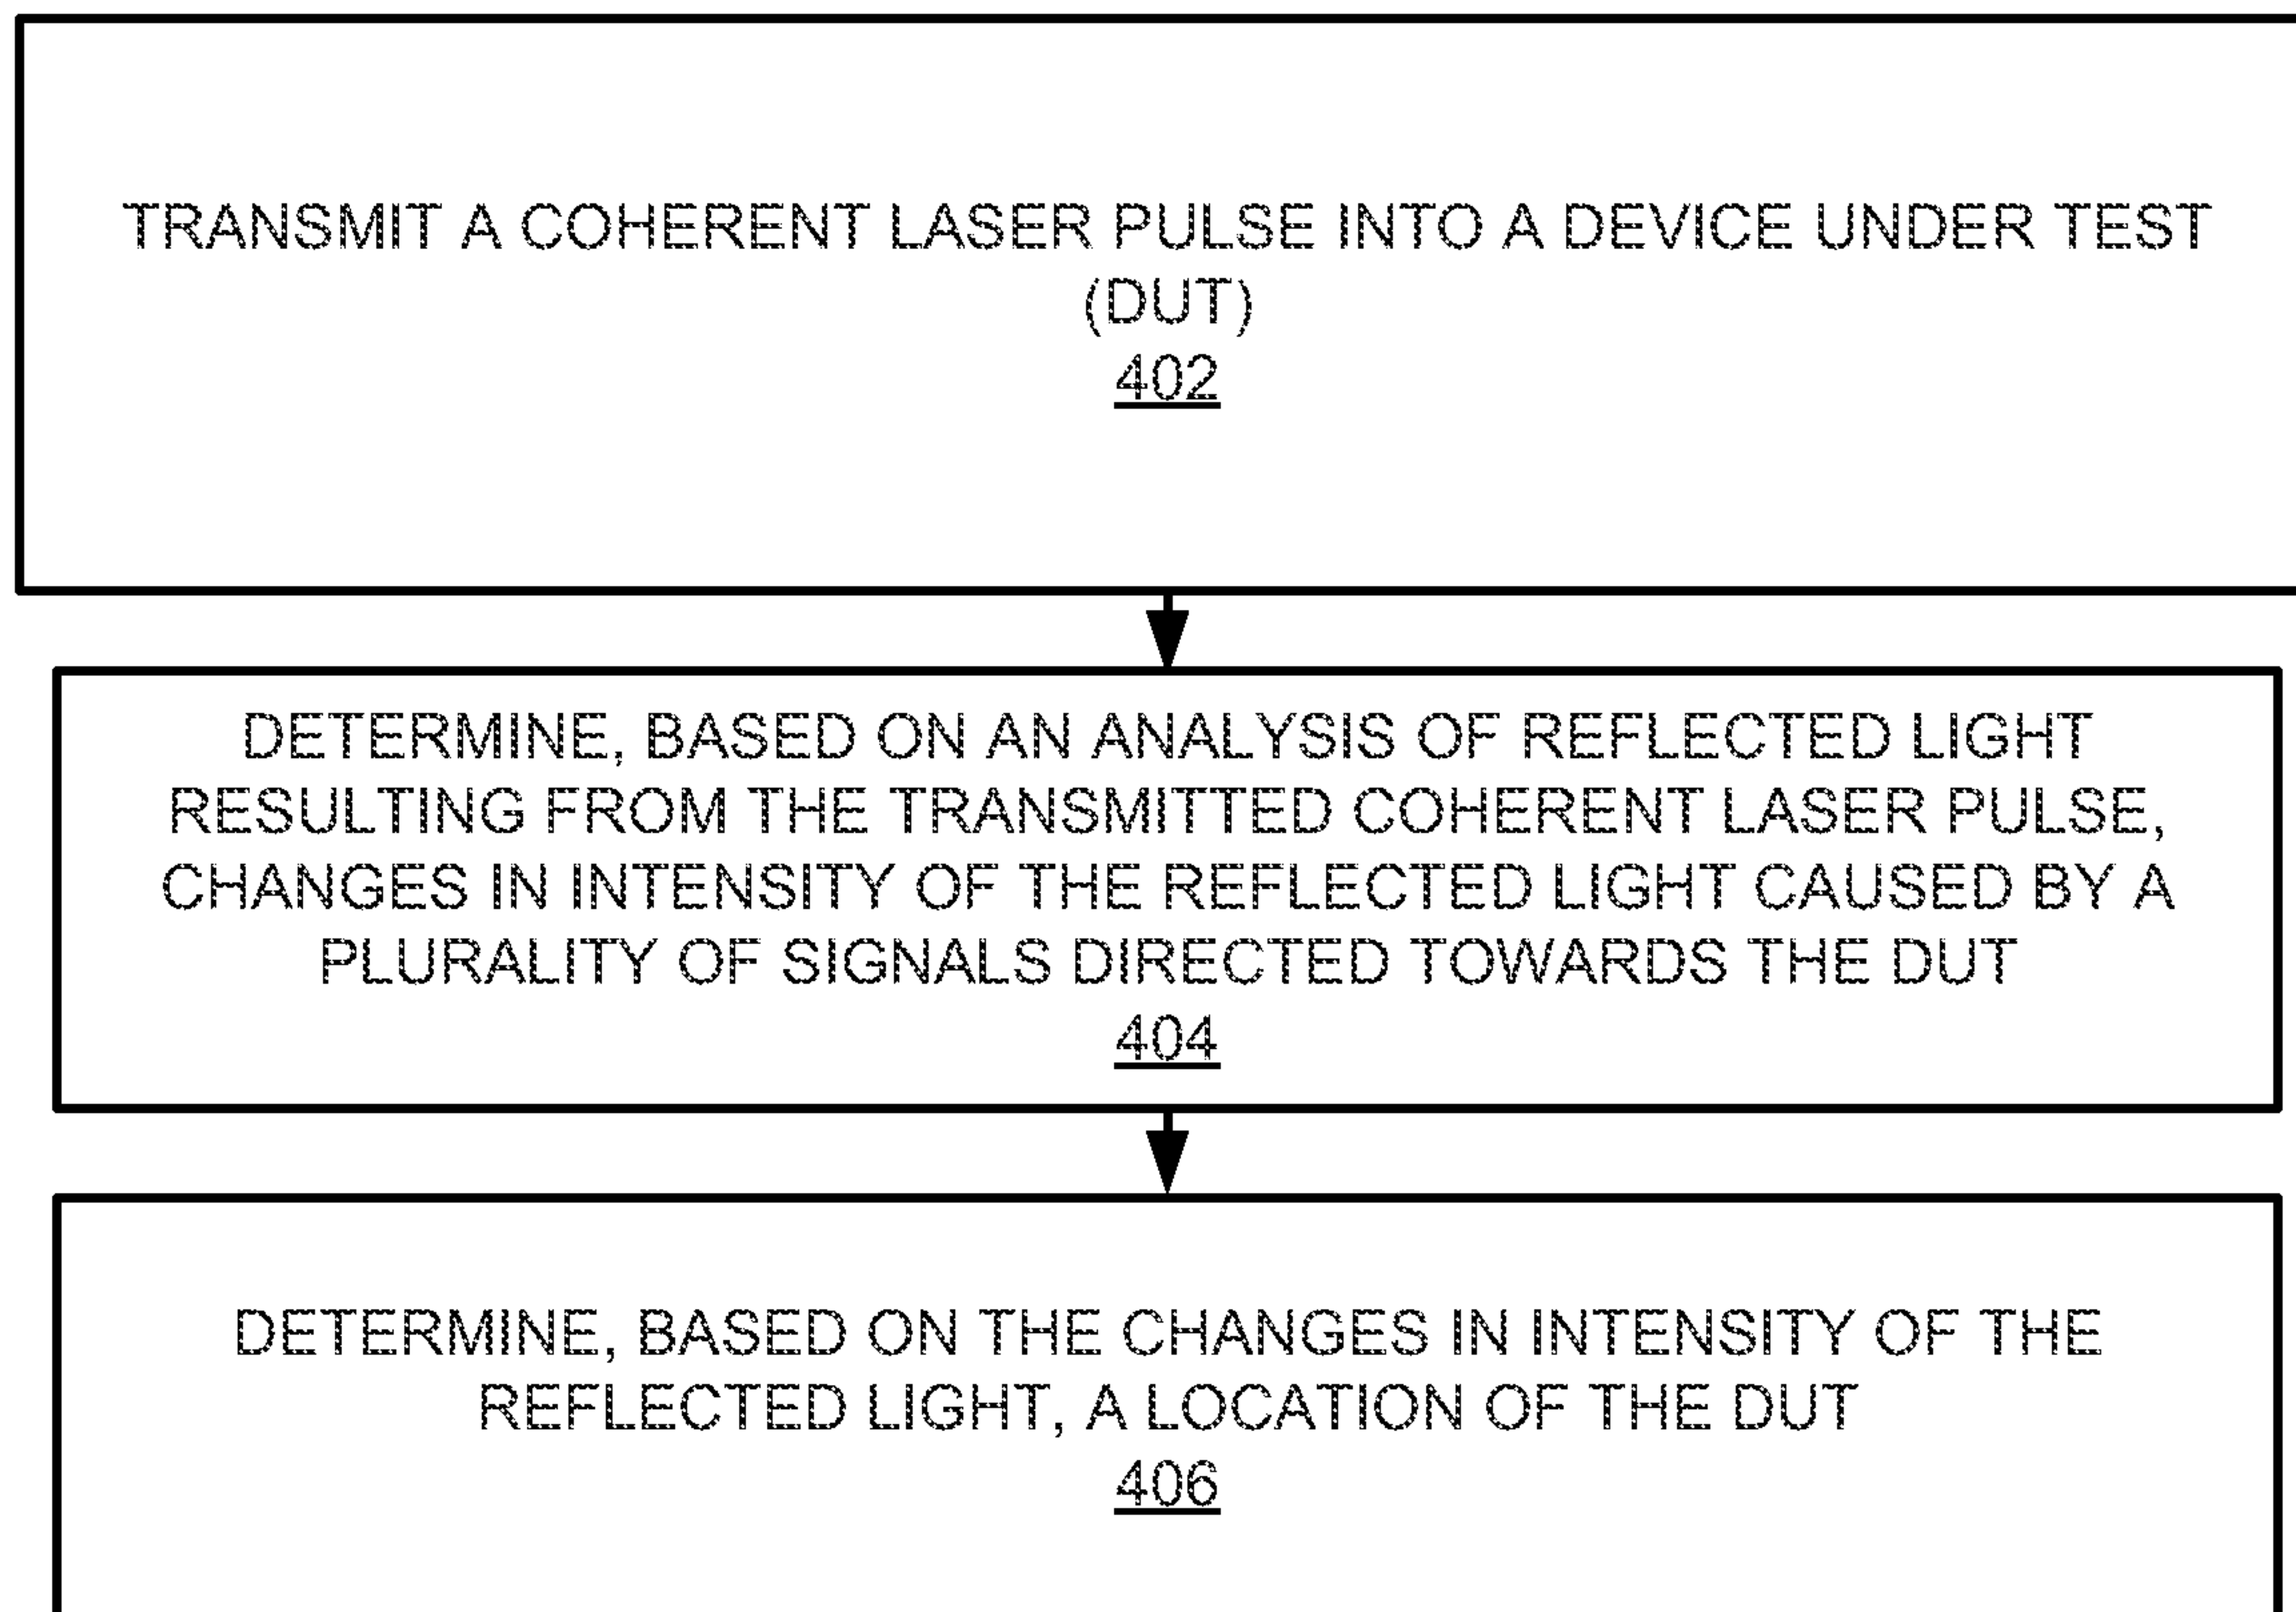 TRANSMIT A COHERENT LASER PULSE INTO A DEVICE UNDER TEST
(DUT)
402
DETERMINE, BASED ON AN ANALYSIS OF REFLECTED LIGHT
RESULTING FROM THE TRANSMITTED COHERENT LASER PULSE,
CHANGES IN INTENSITY OF THE REFLECTED LIGHT CAUSED BY A
PLURALITY OF SIGNALS DIRECTED TOWARDS THE DUT
404
DETERMINE, BASED ON THE CHANGES IN INTENSITY OF THE
REFLECTED LIGHT, A LOCATION OF THE DUT
406